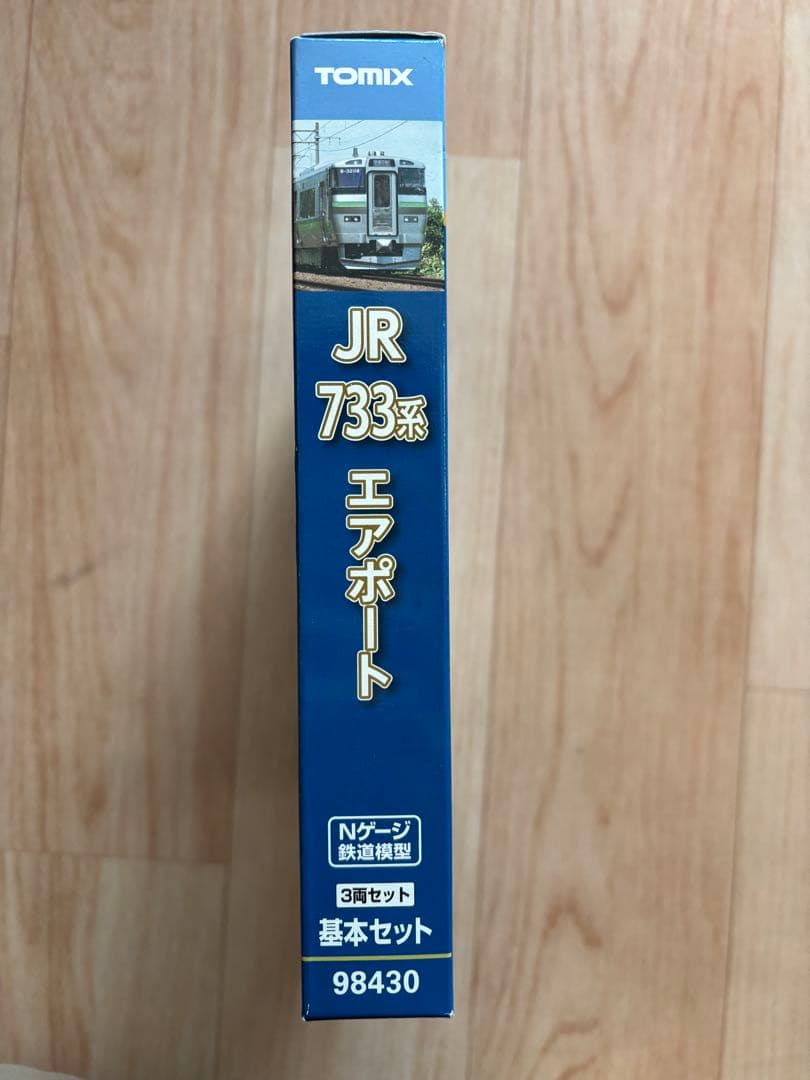 TOMIX
JR
733系
エアポート
Nゲージ
鉄道模型
3両セット
基本セット
98430